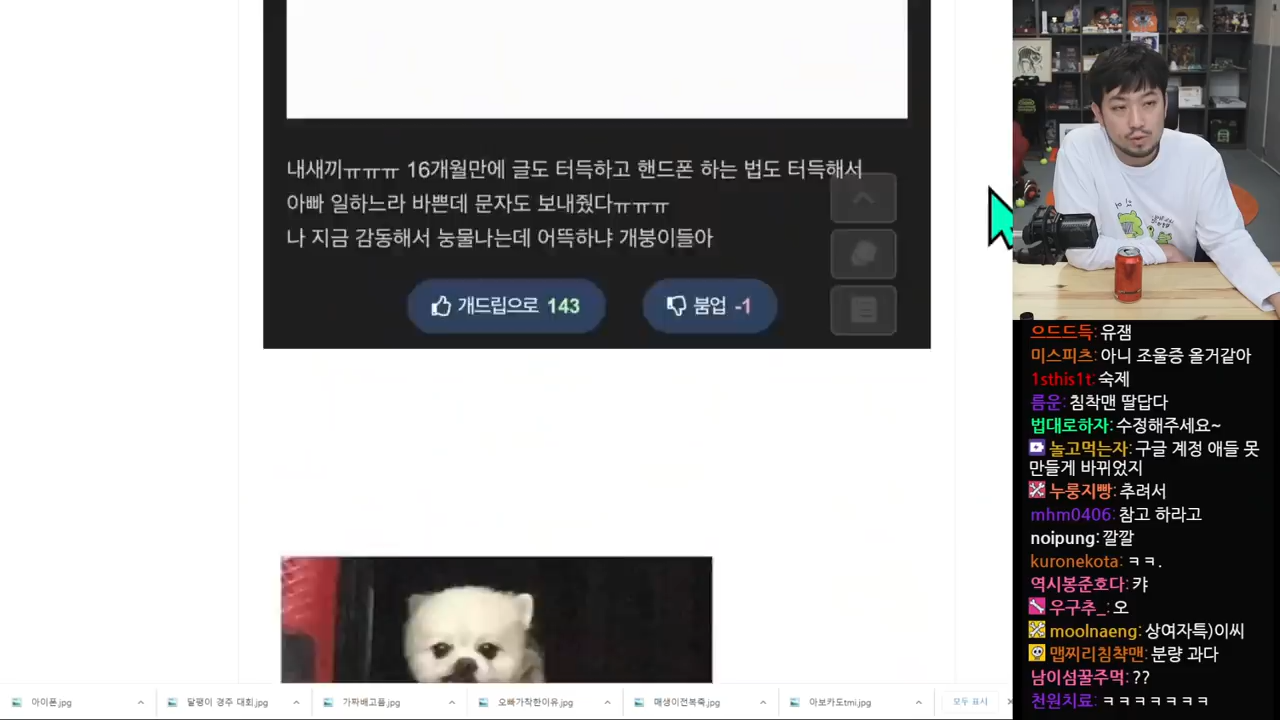 내새끼ㅠㅠㅠ 16개월만에 글도 터득하고 핸드폰 하는 법도 터득해서
아빠 일하느라 바쁜데 문자도 보내줬다ㅠㅠㅠ
나 지금 감동해서 눙물나는데 어뜩하냐 개붕이들아
개드립으로 143
붐업 -1
으드드득: 유잼
미스피츠: 아니 조울증 올거같아
1sthis1t: 숙제
름운: 침착맨 딸답다
법대로하자: 수정해주세요~
놀고먹는자: 구글 계정 애들 못
만들게 바뀌었지
누룽지빵: 추려서
mhm0406: 참고 하라고
noipung: 깔깔
kuronekota: ㅋㅋ.
역시봉준호다: 캬
우구추_: 오
moolnaeng: 상여자특)이씨
맵찌리침챡맨: 분량 과다
남이섬꿀주먹: ??
천원치료: ㅋㅋㅋㅋㅋㅋㅋ
아이폰.jpg
달팽이 경주 대회.jpg
가짜배고픔.jpg
오빠가착한이유.jpg
매생이전복죽.jpg
아보카도tmi.jpg
모두 표시